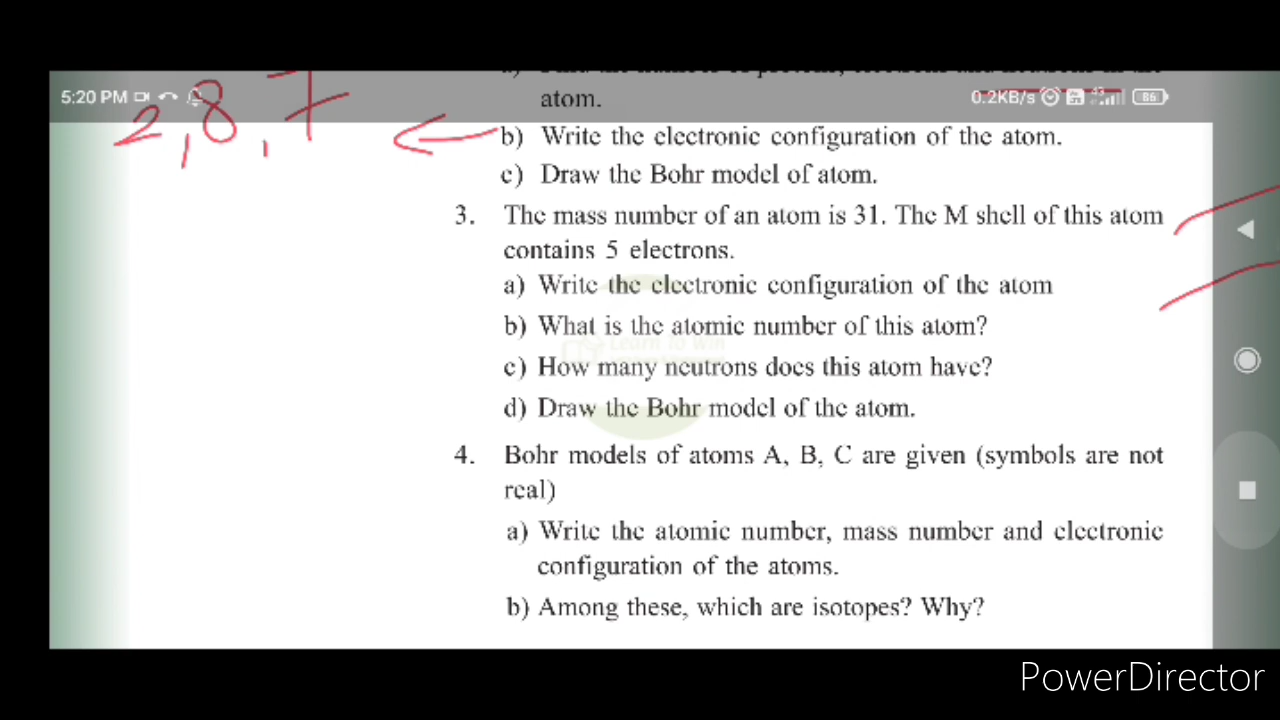 5:20 PM
0.2KB/s
86
2,8,7
atom.
b) Write the electronic configuration of the atom.
c) Draw the Bohr model of atom.
3. The mass number of an atom is 31. The M shell of this atom
contains 5 electrons.
a) Write the electronic configuration of the atom
b) What is the atomic number of this atom?
Learn To Win
c) How many neutrons does this atom have?
d) Draw the Bohr model of the atom.
4. Bohr models of atoms A, B, C are given (symbols are not
real)
a) Write the atomic number, mass number and electronic
configuration of the atoms.
b) Among these, which are isotopes? Why?
PowerDirector